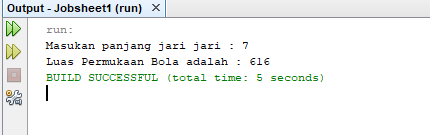 Output - Jobsheet1 (run) ×
run:
Masukan panjang jari jari : 7
Luas Permukaan Bola adalah : 616
BUILD SUCCESSFUL (total time: 5 seconds)